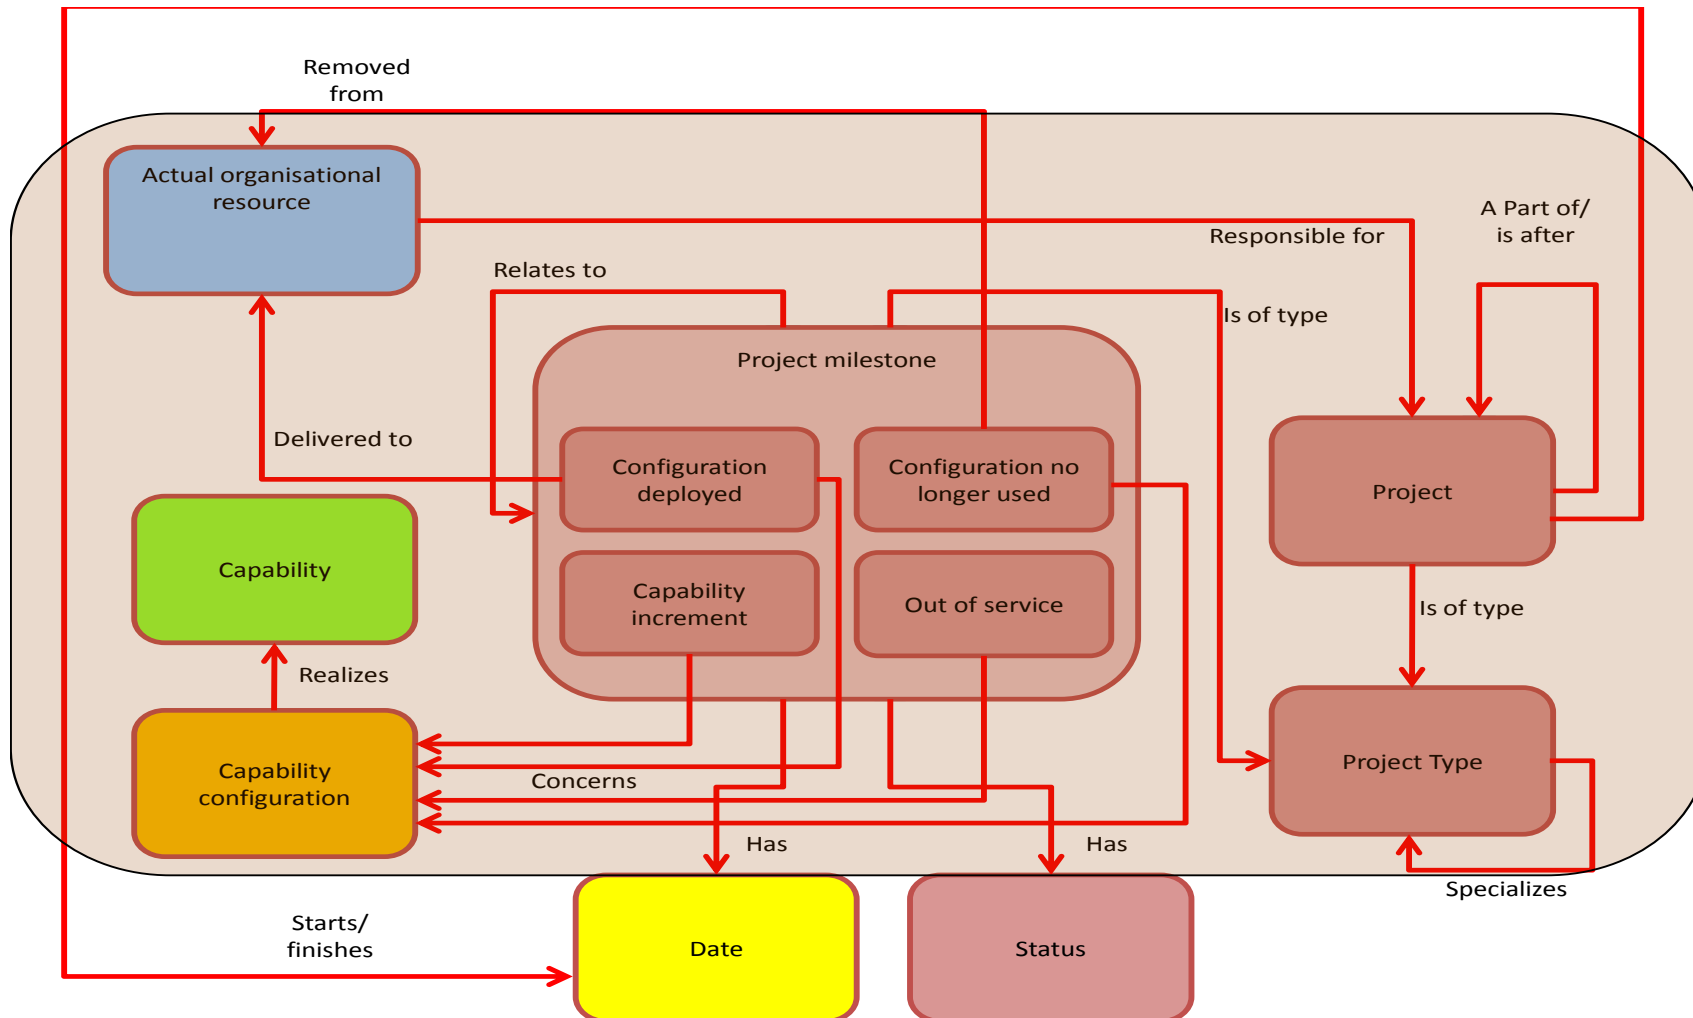 Removed
from
Actual organisational
resource
A Part of/
is after
Responsible for
Relates to
Is of type
Project milestone
Delivered to
Configuration
deployed
Configuration no
longer used
Project
Capability
Capability
increment
Out of service
Is of type
Realizes
Capability
configuration
Concerns
Project Type
Has
Has
Specializes
Starts/
finishes
Date
Status